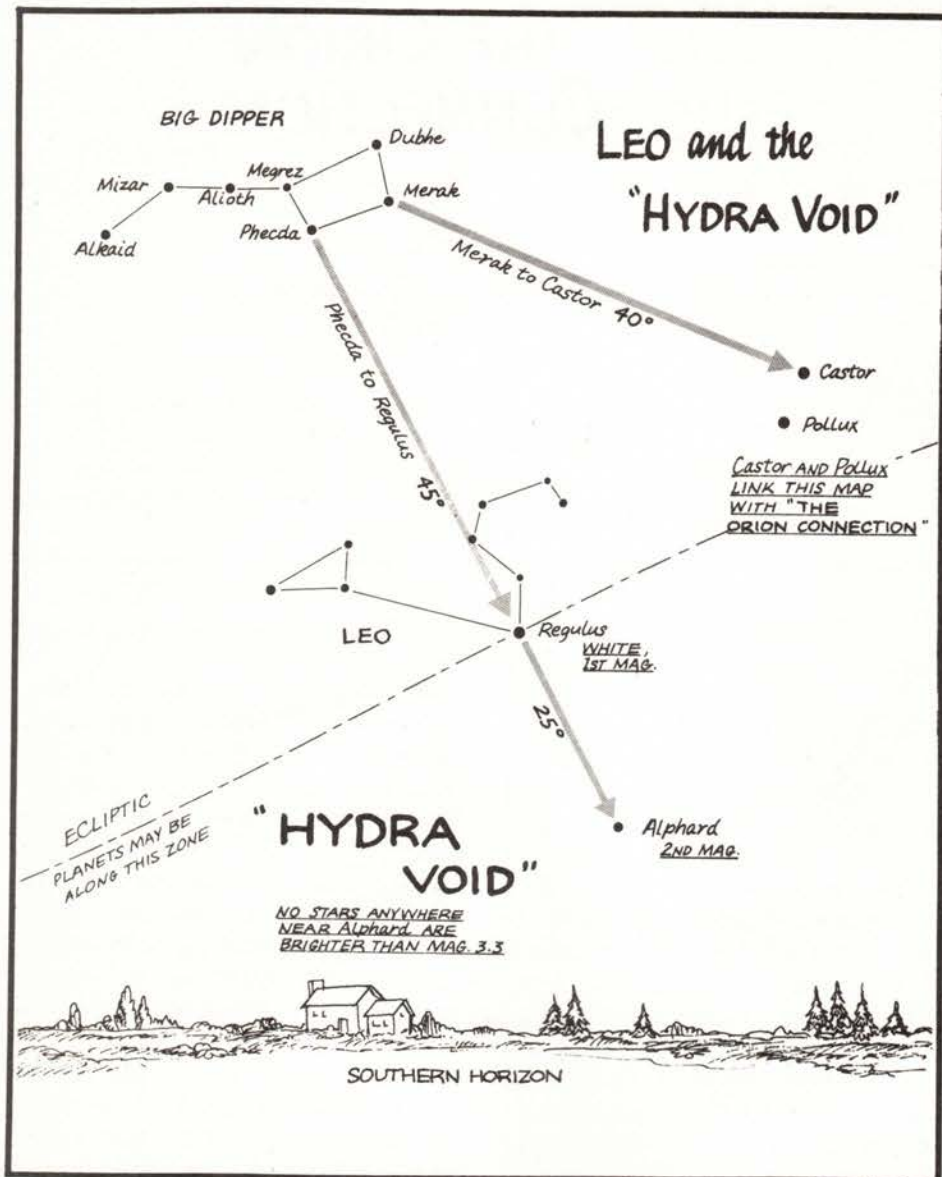 BIG DIPPER
LEO and the
"HYDRA VOID"
Dubhe
Megrez
Mizar
Alioth
Merak
Phecda
Alkaid
Merak to Castor 40°
Phecda to Regulus 45°
Castor
Pollux
Castor AND Pollux
LINK THIS MAP
WITH "THE
ORION CONNECTION"
LEO
Regulus
WHITE,
1ST MAG.
25°
ECLIPTIC
PLANETS MAY BE
ALONG THIS ZONE
"HYDRA
VOID"
Alphard
2ND MAG.
NO STARS ANYWHERE
NEAR Alphard ARE
BRIGHTER THAN MAG. 3.3
SOUTHERN HORIZON